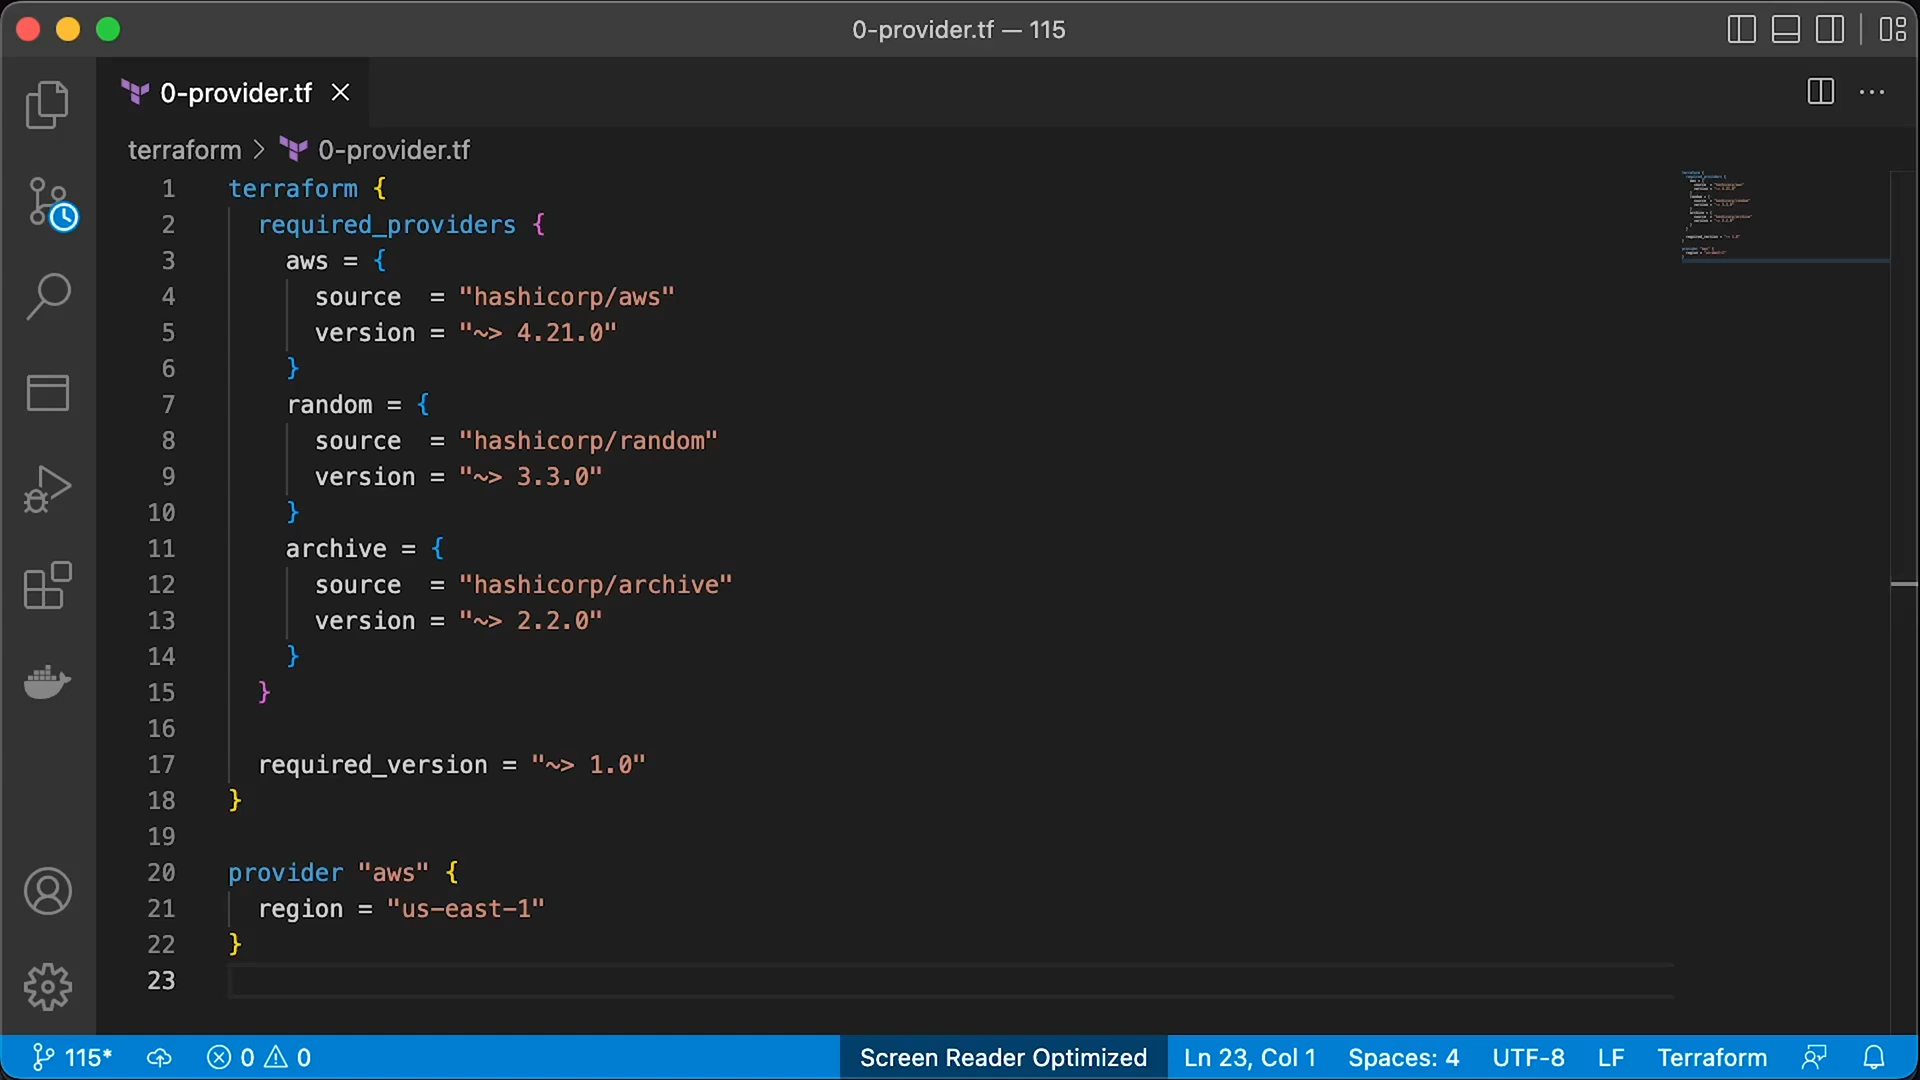 0-provider.tf — 115
0-provider.tf
terraform > 0-provider.tf
1 terraform {
2   required_providers {
3     aws = {
4       source  = "hashicorp/aws"
5       version = "~> 4.21.0"
6     }
7     random = {
8       source  = "hashicorp/random"
9       version = "~> 3.3.0"
10     }
11     archive = {
12       source  = "hashicorp/archive"
13       version = "~> 2.2.0"
14     }
15   }
16
17   required_version = "~> 1.0"
18 }
19
20 provider "aws" {
21   region = "us-east-1"
22 }
23
115* 0 0 Screen Reader Optimized Ln 23, Col 1 Spaces: 4 UTF-8 LF Terraform